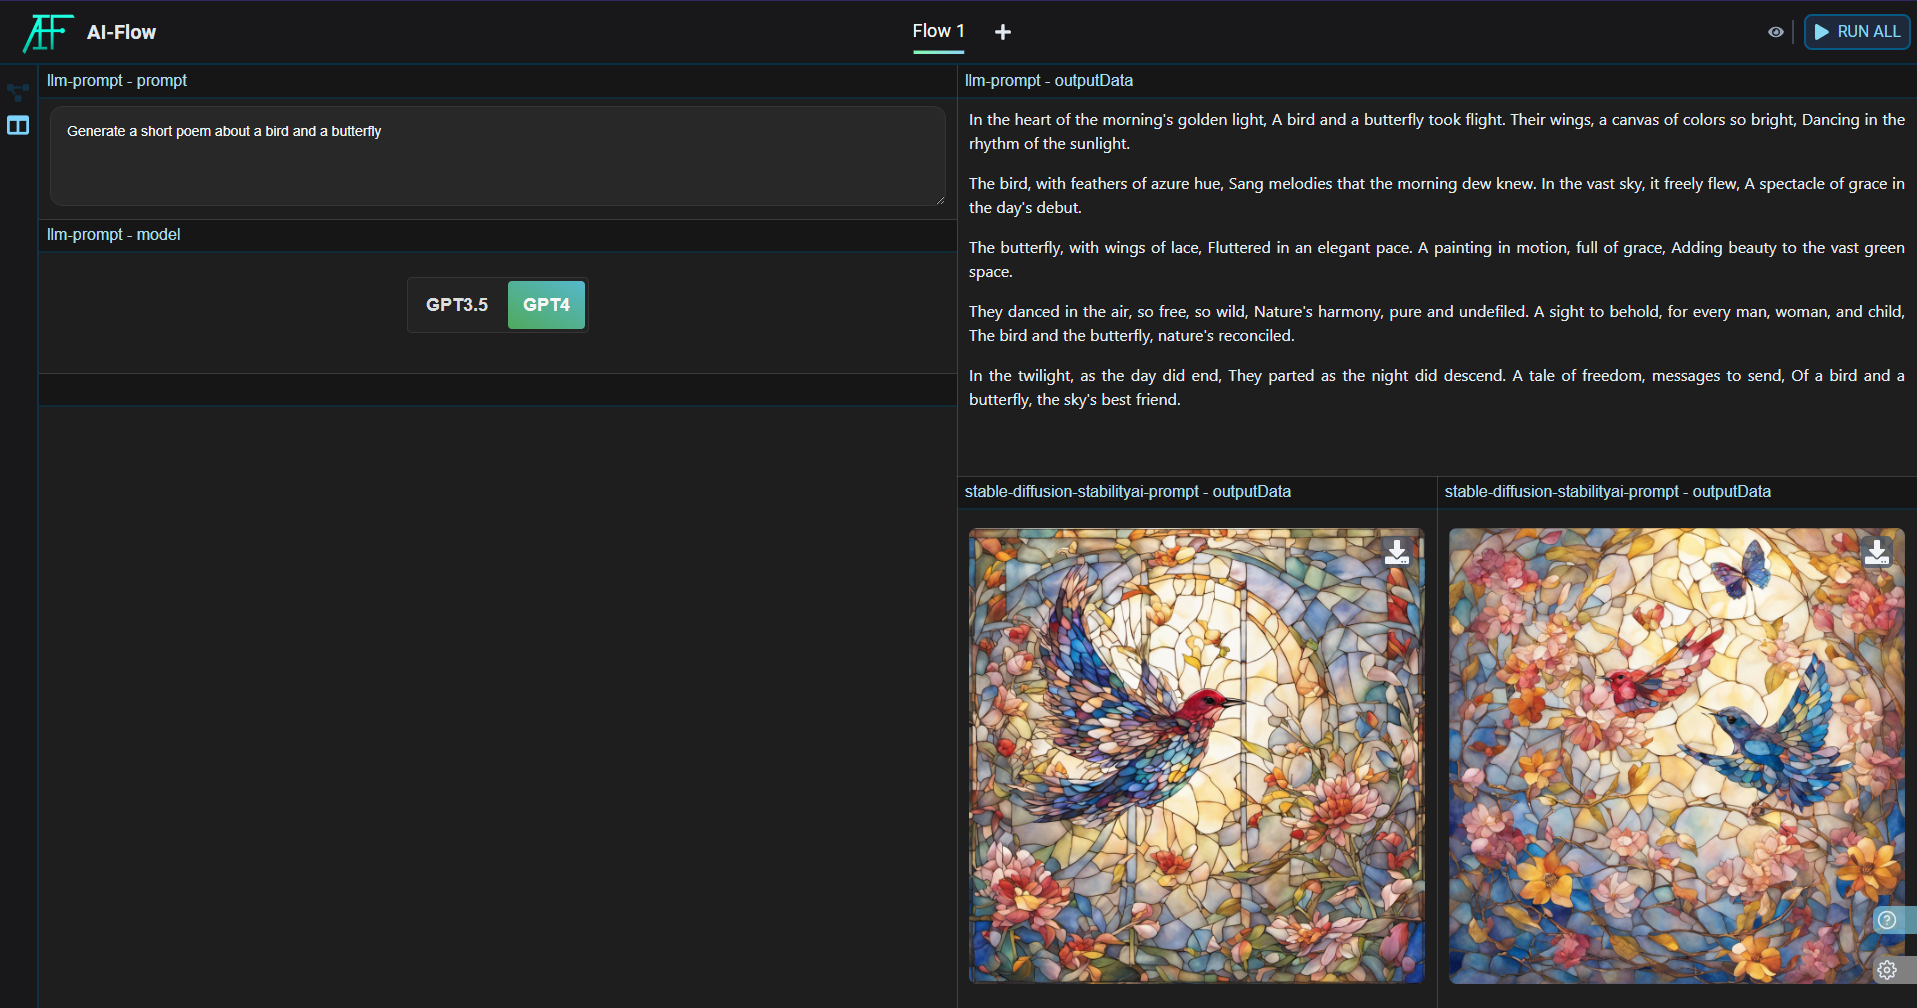 AI-Flow
Flow 1
RUN ALL
llm-prompt - prompt
Generate a short poem about a bird and a butterfly
llm-prompt - model
GPT3.5
GPT4
llm-prompt - outputData
In the heart of the morning's golden light, A bird and a butterfly took flight. Their wings, a canvas of colors so bright, Dancing in the
rhythm of the sunlight.
The bird, with feathers of azure hue, Sang melodies that the morning dew knew. In the vast sky, it freely flew, A spectacle of grace in
the day's debut.
The butterfly, with wings of lace, Fluttered in an elegant pace. A painting in motion, full of grace, Adding beauty to the vast green
space.
They danced in the air, so free, so wild, Nature's harmony, pure and undefiled. A sight to behold, for every man, woman, and child,
The bird and the butterfly, nature's reconciled.
In the twilight, as the day did end, They parted as the night did descend. A tale of freedom, messages to send, Of a bird and a
butterfly, the sky's best friend.
stable-diffusion-stabilityai-prompt - outputData
stable-diffusion-stabilityai-prompt - outputData